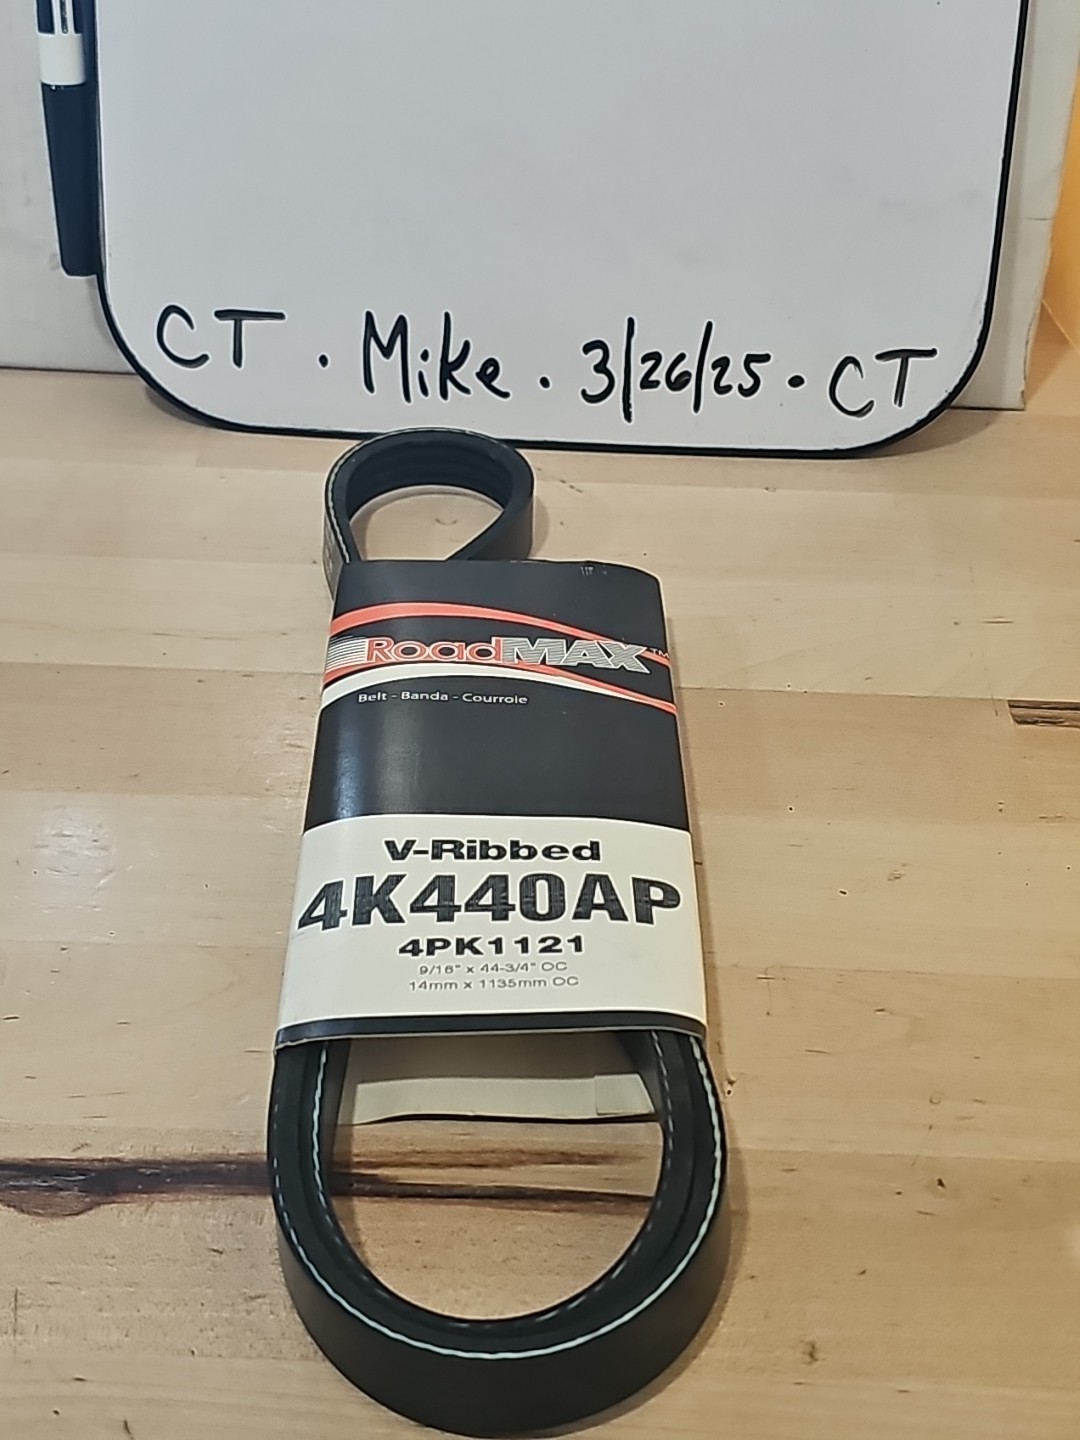 CT . Mike . 3/26/25 . CT
RoadMAX™
Belt - Banda - Courroie
V-Ribbed
4K440AP
4PK1121
9/16" x 44-3/4" OC
14mm x 1135mm OC